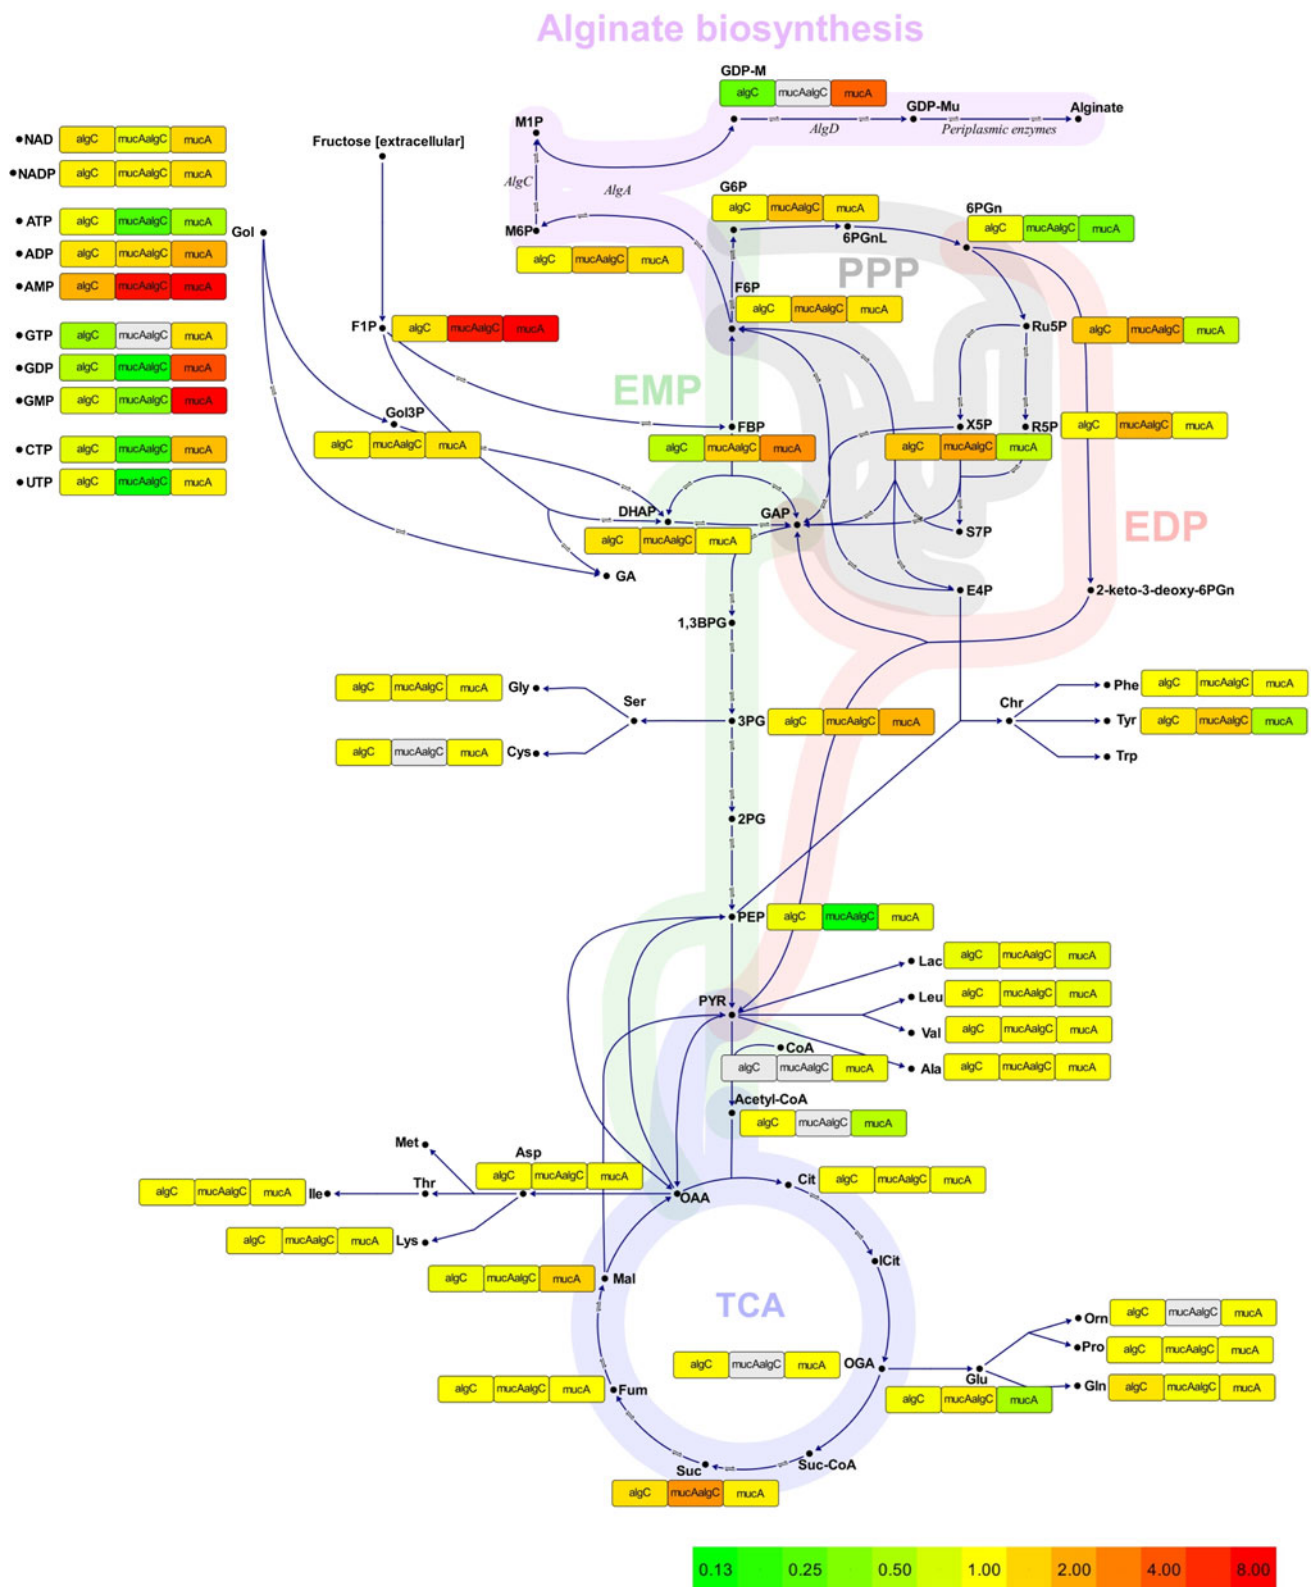 Alginate biosynthesis
GDP-M
algC mucAalgC mucA
GDP-Mu
Alginate
AlgD
Periplasmic enzymes
M1P
AlgC
AlgA
M6P
algC mucAalgC mucA
NAD algC mucAalgC mucA
NADP algC mucAalgC mucA
ATP algC mucAalgC mucA
ADP algC mucAalgC mucA
AMP algC mucAalgC mucA
GTP algC mucAalgC mucA
GDP algC mucAalgC mucA
GMP algC mucAalgC mucA
CTP algC mucAalgC mucA
UTP algC mucAalgC mucA
Fructose [extracellular]
Gol
F1P algC mucAalgC mucA
Gol3P
algC mucAalgC mucA
G6P
algC mucAalgC mucA
6PGnL
6PGn
algC mucAalgC mucA
PPP
F6P
algC mucAalgC mucA
Ru5P algC mucAalgC mucA
EMP
FBP
algC mucAalgC mucA
X5P
R5P
algC mucAalgC mucA
algC mucAalgC mucA
DHAP
algC mucAalgC mucA
GAP
S7P
EDP
GA
E4P
2-keto-3-deoxy-6PGn
1,3BPG
algC mucAalgC mucA Gly
Ser
algC mucAalgC mucA Cys
3PG algC mucAalgC mucA
Chr
Phe algC mucAalgC mucA
Tyr algC mucAalgC mucA
Trp
2PG
PEP algC mucAalgC mucA
Lac algC mucAalgC mucA
PYR
Leu algC mucAalgC mucA
Val algC mucAalgC mucA
CoA
algC mucAalgC mucA
Ala algC mucAalgC mucA
Acetyl-CoA
algC mucAalgC mucA
Met
Asp
algC mucAalgC mucA
Thr
algC mucAalgC mucA Ile
OAA
Cit algC mucAalgC mucA
algC mucAalgC mucA Lys
ICit
algC mucAalgC mucA Mal
TCA
algC mucAalgC mucA OGA
Orn algC mucAalgC mucA
Pro algC mucAalgC mucA
Glu
algC mucAalgC mucA
Gln algC mucAalgC mucA
algC mucAalgC mucA Fum
Suc
algC mucAalgC mucA
Suc-CoA
0.13 0.25 0.50 1.00 2.00 4.00 8.00